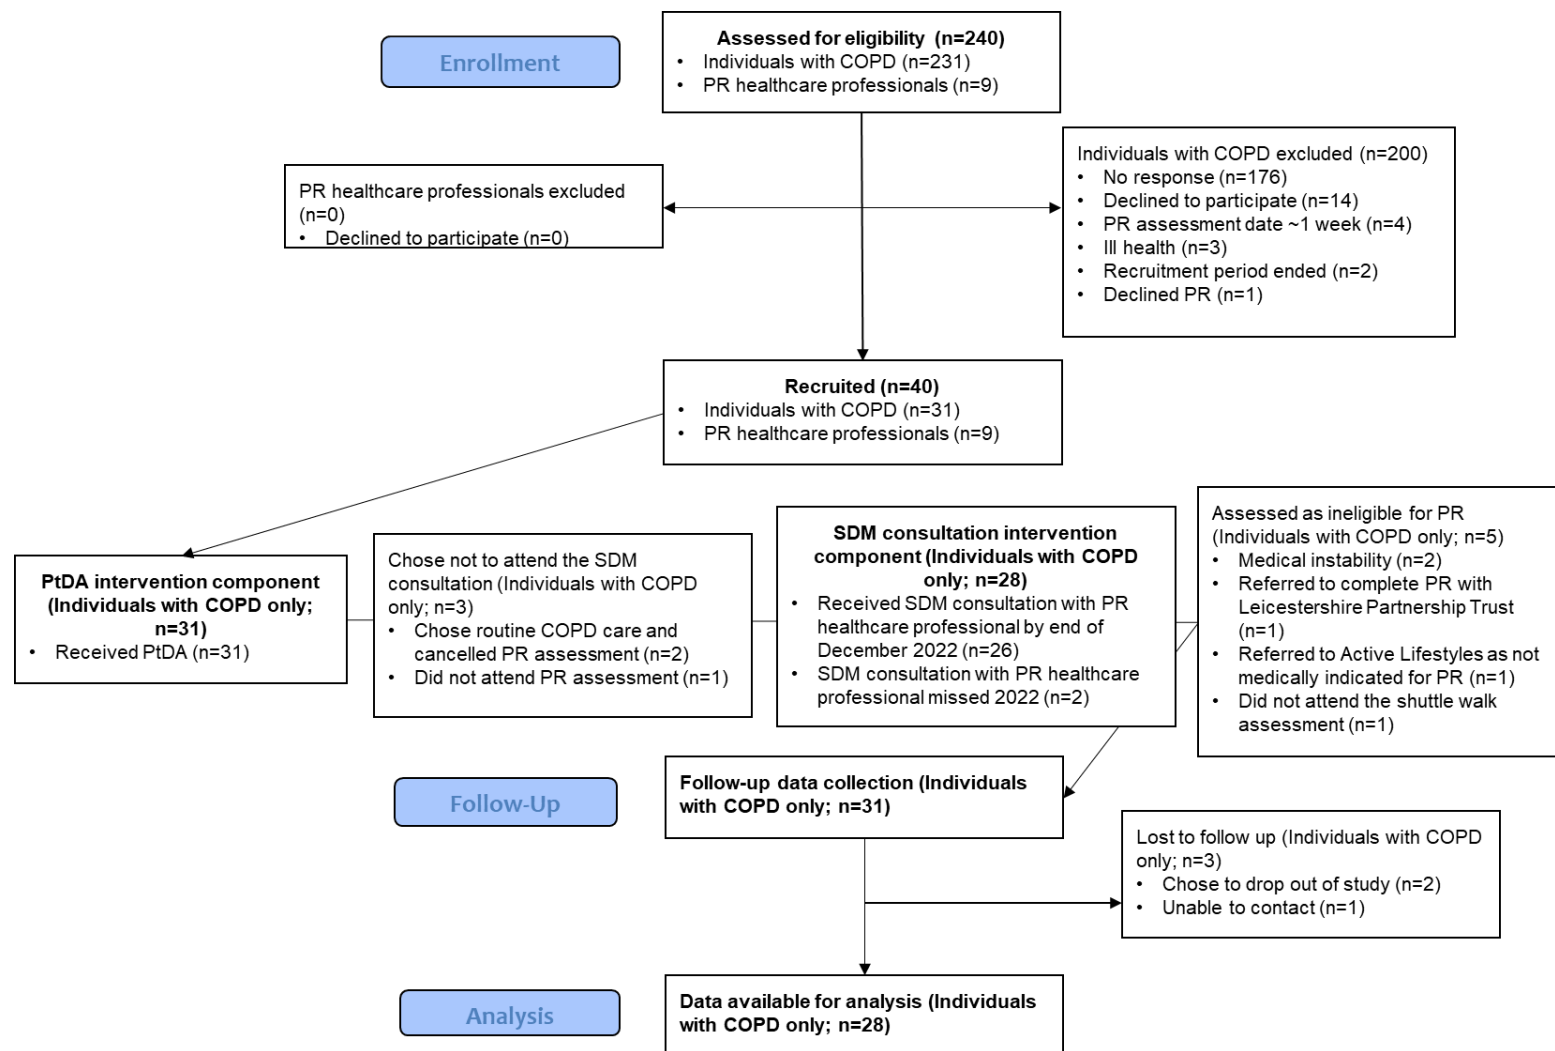 Enrollment
Assessed for eligibility (n=240)
• Individuals with COPD (n=231)
• PR healthcare professionals (n=9)
PR healthcare professionals excluded
(n=0)
• Declined to participate (n=0)
Individuals with COPD excluded (n=200)
• No response (n=176)
• Declined to participate (n=14)
• PR assessment date ~1 week (n=4)
• Ill health (n=3)
• Recruitment period ended (n=2)
• Declined PR (n=1)
Recruited (n=40)
• Individuals with COPD (n=31)
• PR healthcare professionals (n=9)
PtDA intervention component
(Individuals with COPD only;
n=31)
• Received PtDA (n=31)
Chose not to attend the SDM
consultation (Individuals with COPD
only; n=3)
• Chose routine COPD care and
cancelled PR assessment (n=2)
• Did not attend PR assessment (n=1)
SDM consultation intervention
component (Individuals with COPD
only; n=28)
• Received SDM consultation with PR
healthcare professional by end of
December 2022 (n=26)
• SDM consultation with PR healthcare
professional missed 2022 (n=2)
Assessed as ineligible for PR
(Individuals with COPD only; n=5)
• Medical instability (n=2)
• Referred to complete PR with
Leicestershire Partnership Trust
(n=1)
• Referred to Active Lifestyles as not
medically indicated for PR (n=1)
• Did not attend the shuttle walk
assessment (n=1)
Follow-Up
Follow-up data collection (Individuals
with COPD only; n=31)
Lost to follow up (Individuals with COPD
only; n=3)
• Chose to drop out of study (n=2)
• Unable to contact (n=1)
Analysis
Data available for analysis (Individuals
with COPD only; n=28)